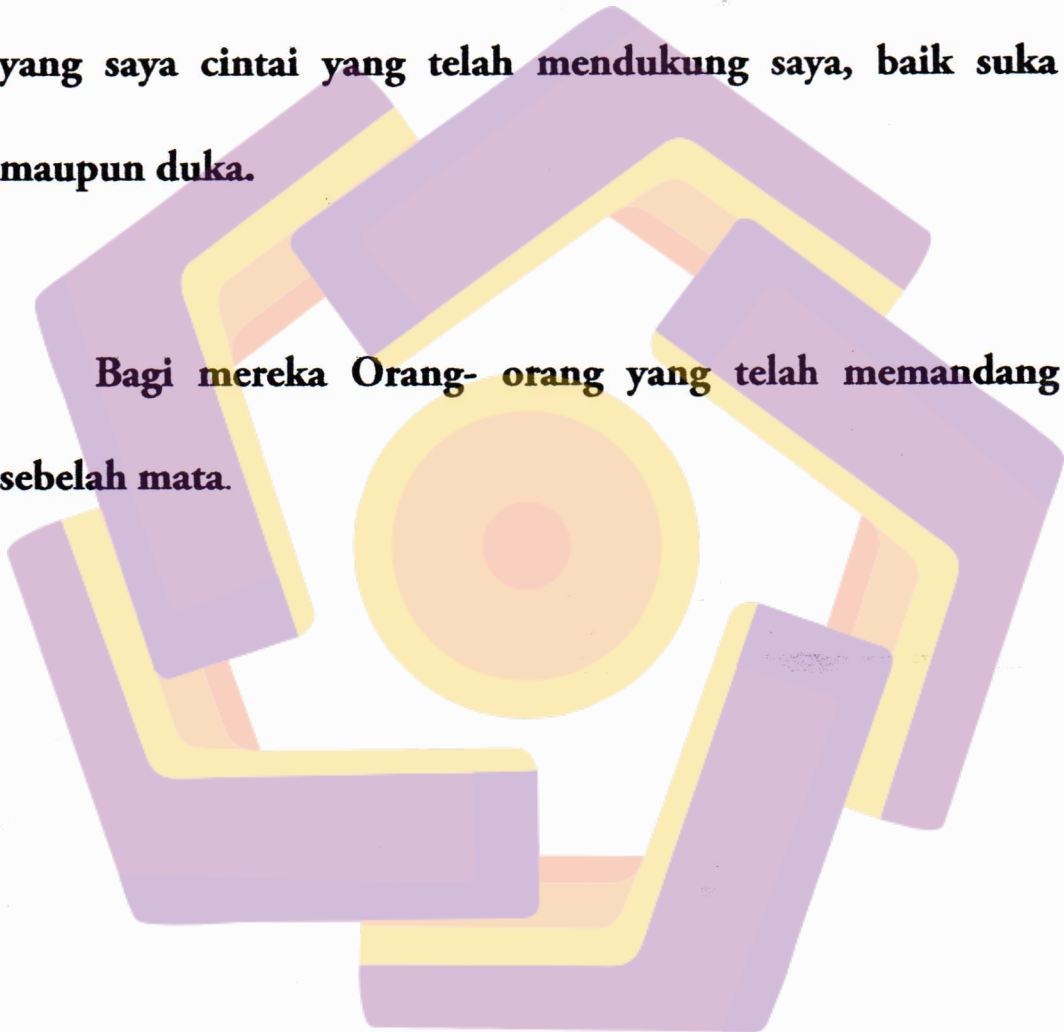 yang saya cintai yang telah mendukung saya, baik suka
maupun duka.
Bagi mereka Orang- orang yang telah memandang
sebelah mata.